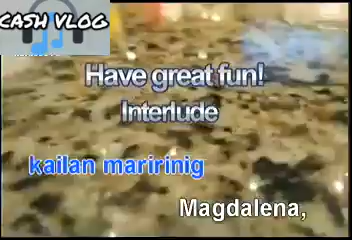 CASH VLOG
Have great fun!
Interlude
kailan maririnig
Magdalena,